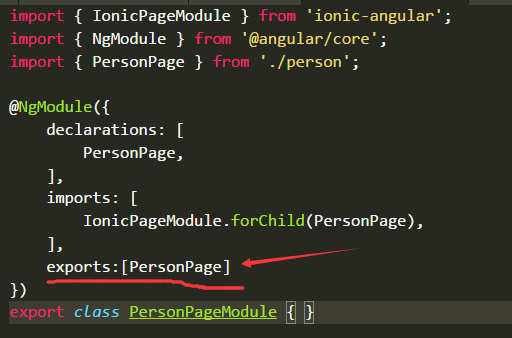 import { IonicPageModule } from 'ionic-angular';
import { NgModule } from '@angular/core';
import { PersonPage } from './person';
@NgModule({
    declarations: [
        PersonPage,
    ],
    imports: [
        IonicPageModule.forChild(PersonPage),
    ],
    exports:[PersonPage]
})
export class PersonPageModule { }